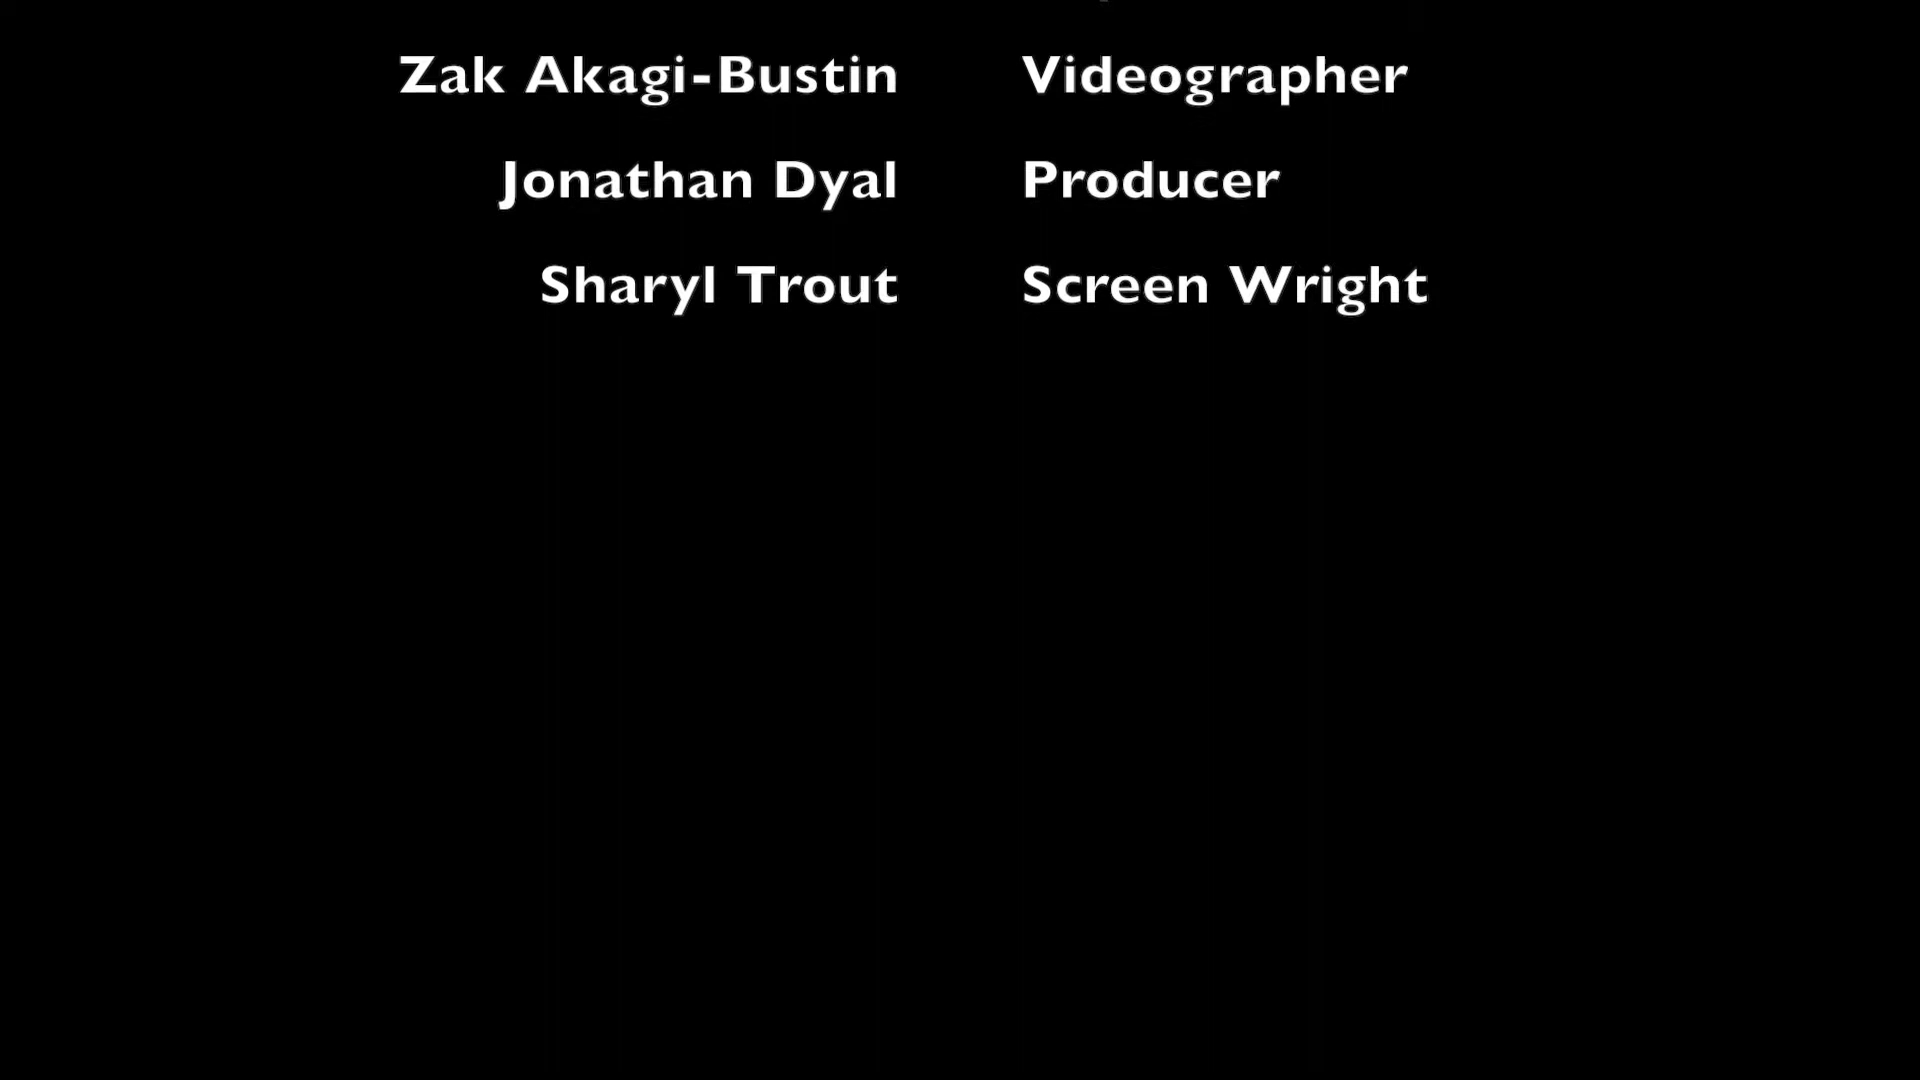 Zak Akagi-Bustin Videographer
Jonathan Dyal Producer
Sharyl Trout Screen Wright